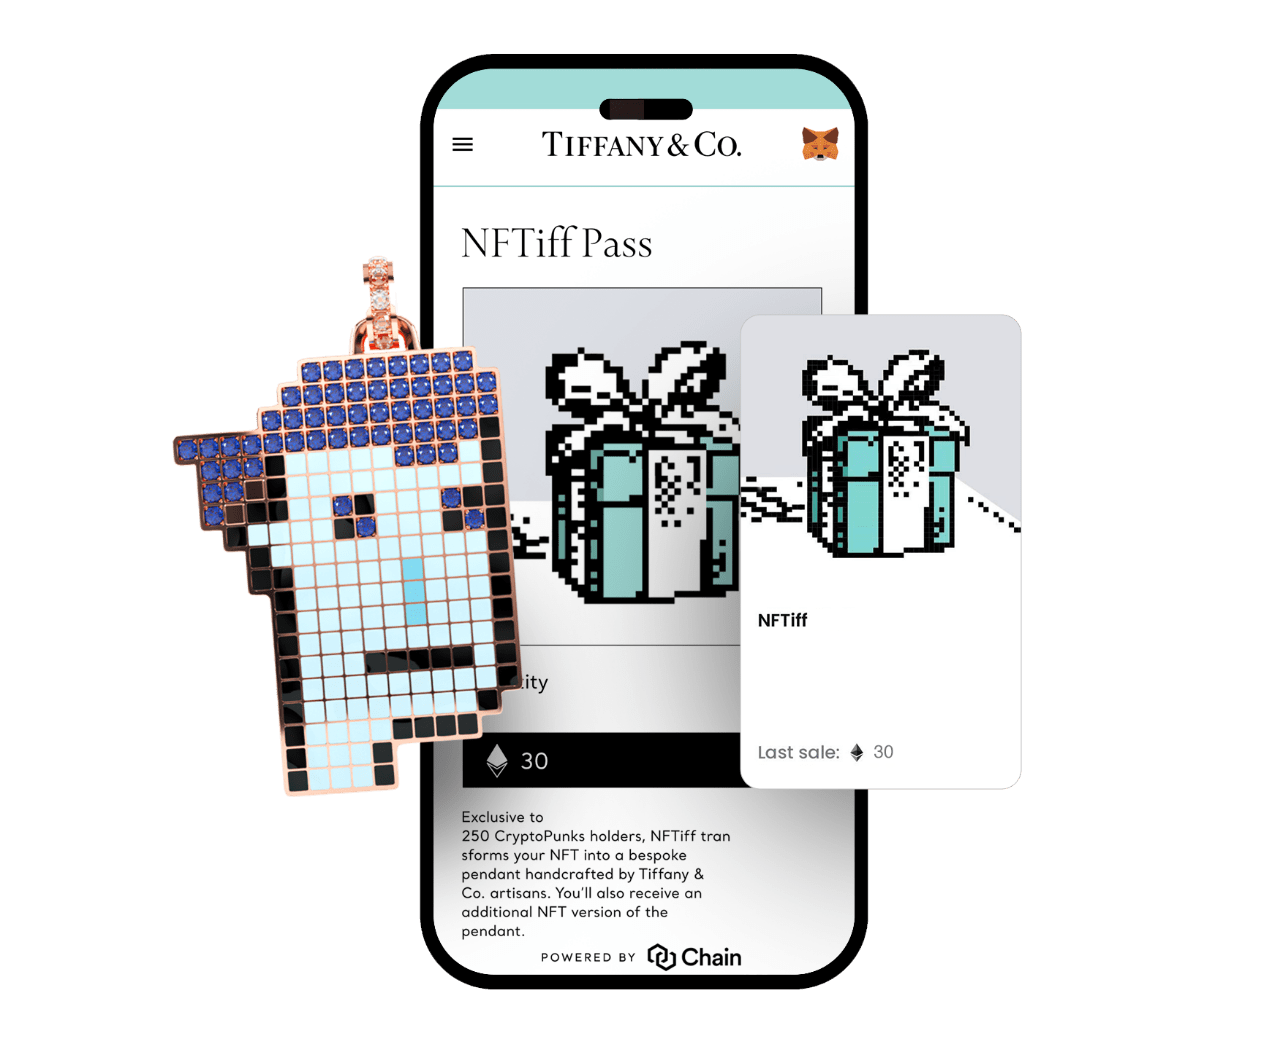 TIFFANY & CO.
NFTiff Pass
NFTiff
ity
30
Last sale: 30
Exclusive to
250 CryptoPunks holders, NFTiff tran
sforms your NFT into a bespoke
pendant handcrafted by Tiffany &
Co. artisans. You'll also receive an
additional NFT version of the
pendant.
POWERED BY Chain